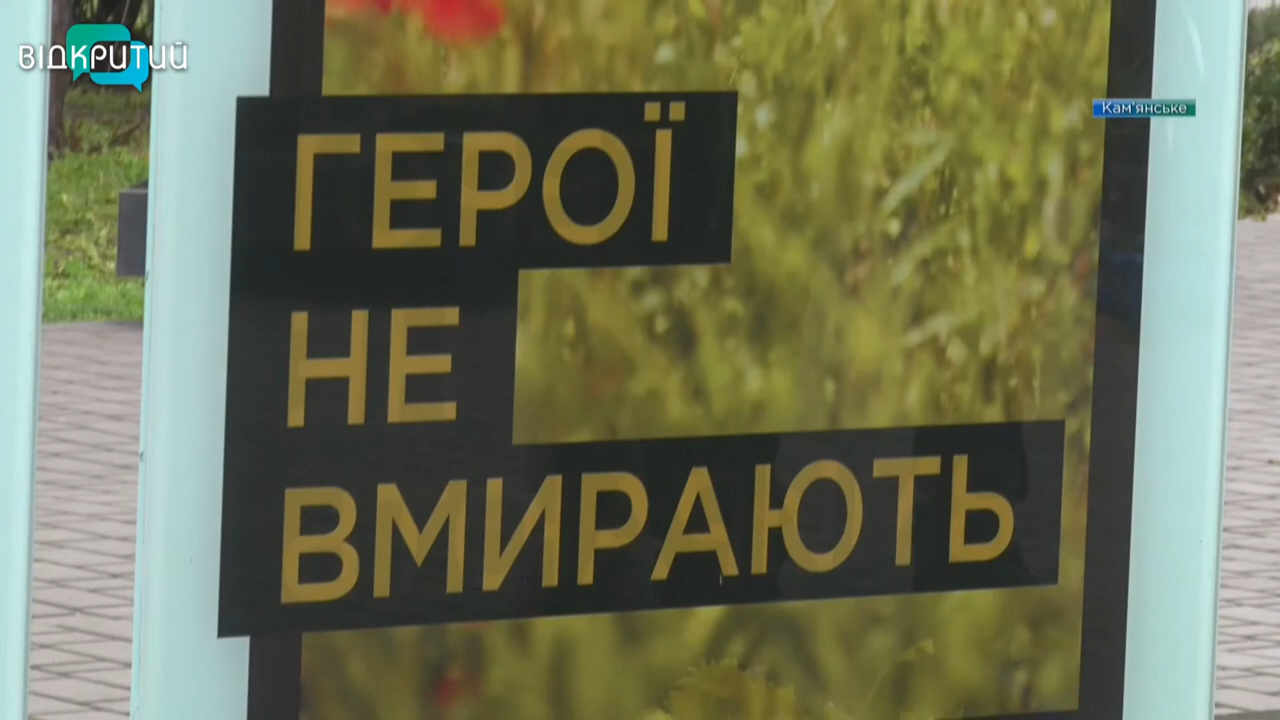 ВІДКРИТИЙ
Кам'янське
ГЕРОЇ
НЕ
ВМИРАЮТЬ